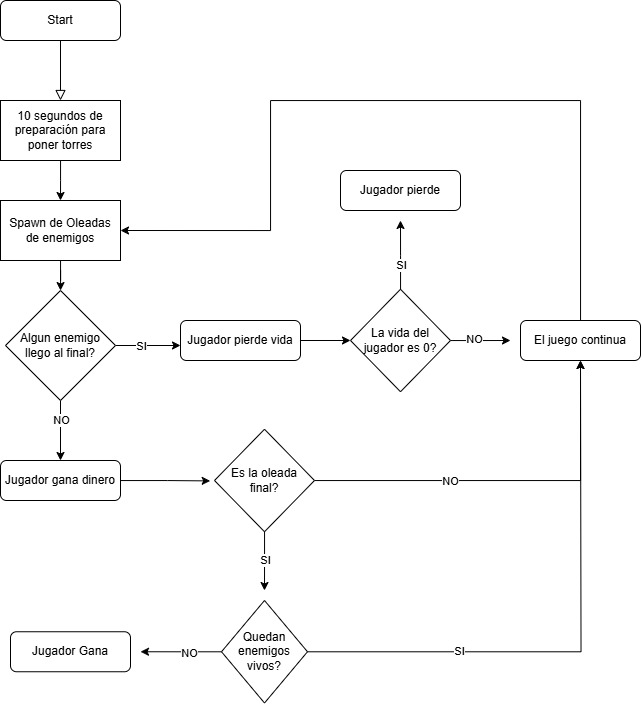 Start
10 segundos de
preparación para
poner torres
Spawn de Oleadas
de enemigos
Jugador pierde
SI
Algun enemigo
llego al final?
SI
Jugador pierde vida
La vida del
jugador es 0?
NO
El juego continua
NO
Jugador gana dinero
Es la oleada
final?
NO
SI
Jugador Gana
NO
Quedan
enemigos
vivos?
SI